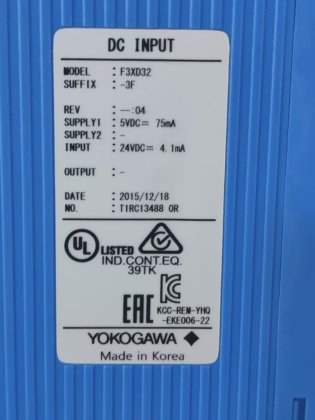 DC INPUT
MODEL : F3XD32
SUFFIX : -3F
REV : --:04
SUPPLY1 : 5VDC⎓ 75mA
SUPPLY2 : -
INPUT : 24VDC⎓ 4.1mA
OUTPUT : -
DATE : 2015/12/18
NO. : T1RC13488 0R
UL LISTED
IND.CONT.EQ.
39TK
EAC KC
KCC-REM-YHQ
-EKE006-22
YOKOGAWA
Made in Korea